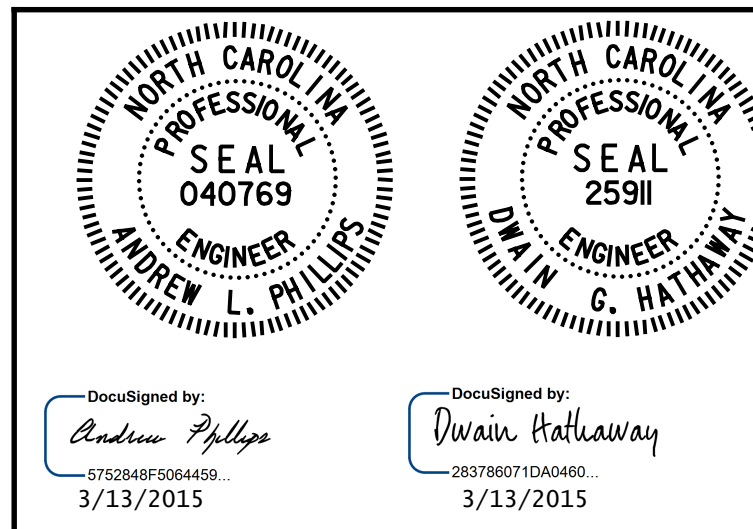 NORTH CAROLINA
PROFESSIONAL
SEAL
040769
ENGINEER
ANDREW L. PHILLIPS
NORTH CAROLINA
PROFESSIONAL
SEAL
25911
ENGINEER
DWAIN G. HATHAWAY
DocuSigned by:
Andrew Phillips
5752848F5064459...
3/13/2015
DocuSigned by:
Dwain Hathaway
283786071DA0460...
3/13/2015